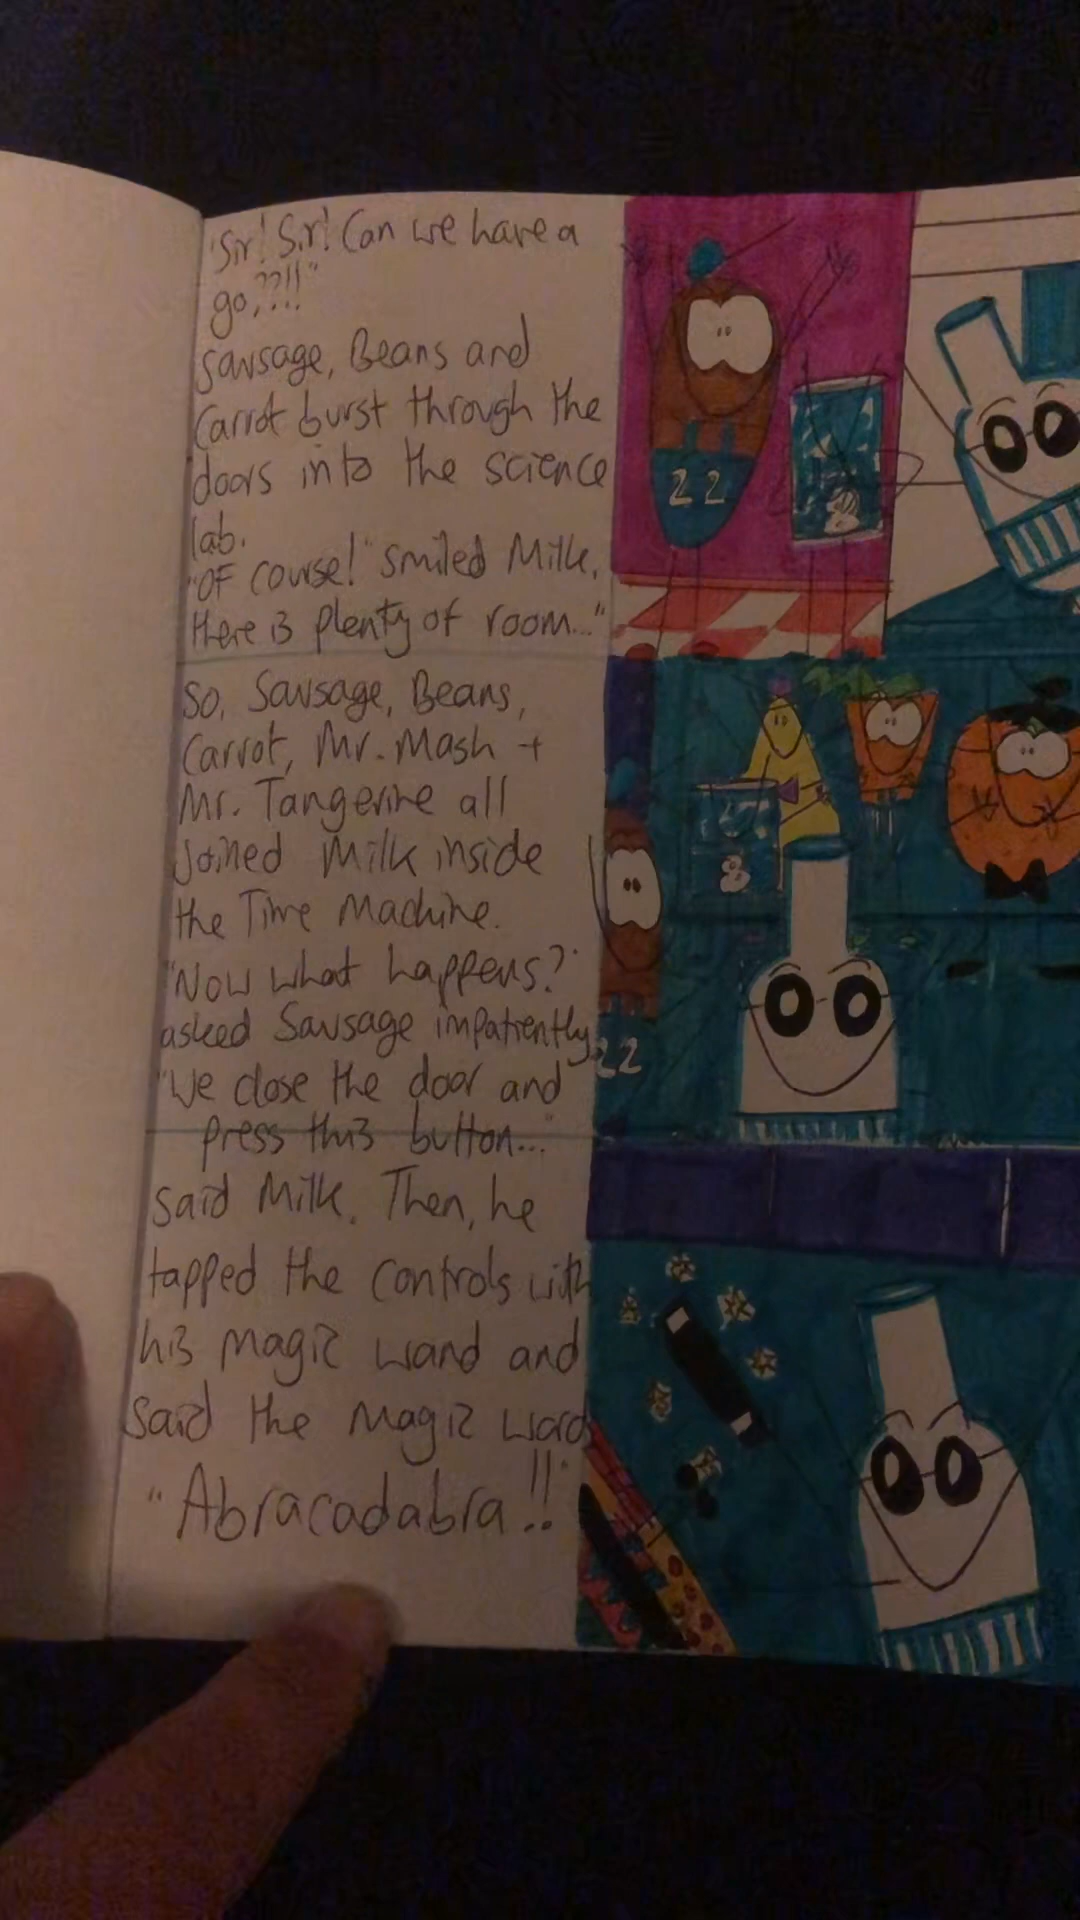 "Sir! Sir! Can we have a
go,??!!"
Sausage, Beans and
Carrot burst through the
doors into the science
lab.
"Of course!" smiled Milk,
there is plenty of room..."
So, Sausage, Beans,
Carrot, Mr. Mash +
Mr. Tangerine all
joined Milk inside
the Time Machine.
"Now what happens?"
asked Sausage impatiently,
"We close the door and
press this button..."
said Milk. Then, he
tapped the controls with
his magic wand and
said the magic word
"Abracadabra!!"
22
8
8
22